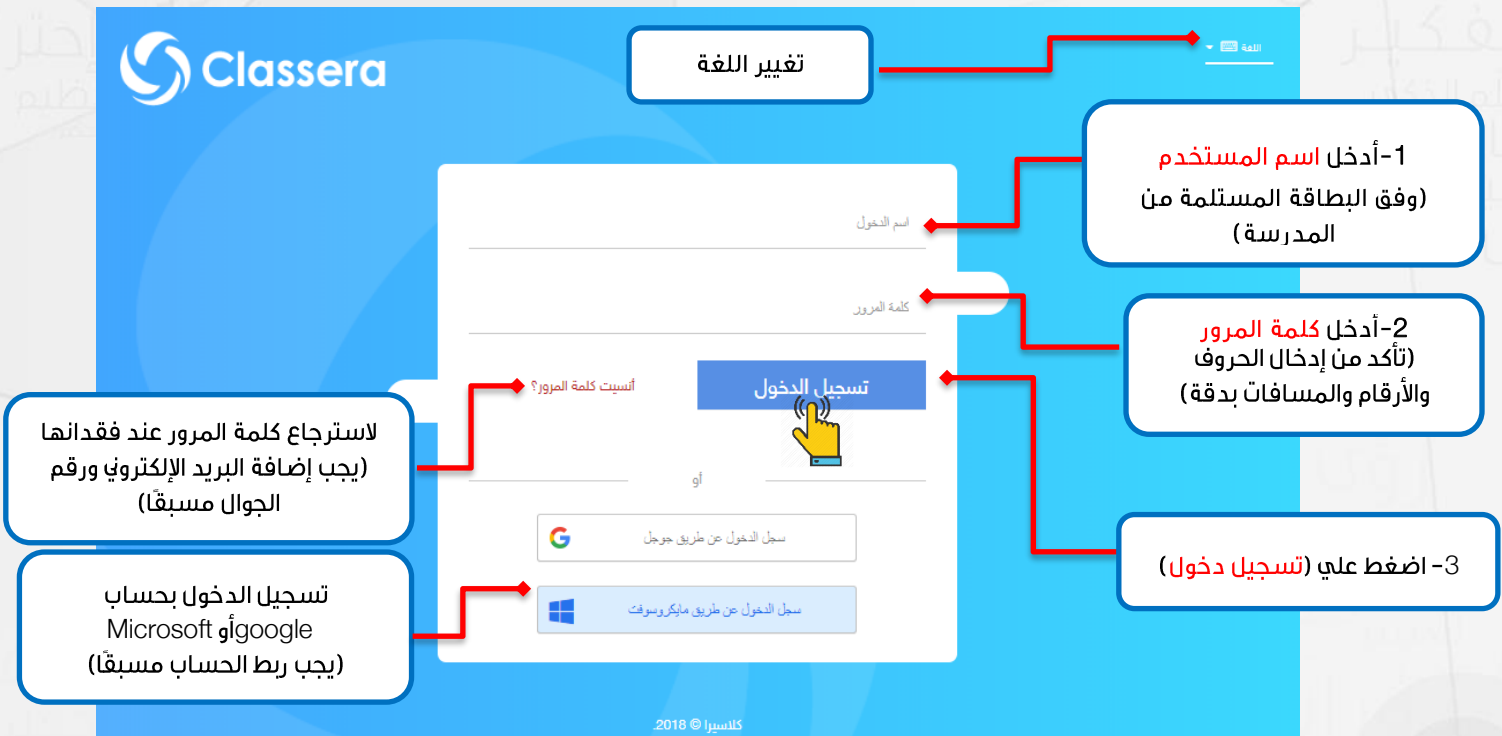 Classera
اللغة
تغيير اللغة
1-أدخل اسم المستخدم
(وفق البطاقة المستلمة من
المدرسة)
اسم الدخول
2-أدخل كلمة المرور
(تأكد من إدخال الحروف
والأرقام والمسافات بدقة)
كلمة المرور
تسجيل الدخول
أنسيت كلمة المرور؟
لاسترجاع كلمة المرور عند فقدانها
(يجب إضافة البريد الإلكتروني ورقم
الجوال مسبقًا)
أو
3- اضغط علي (تسجيل دخول)
سجل الدخول عن طريق جوجل
سجل الدخول عن طريق مايكروسوفت
تسجيل الدخول بحساب
googleأو Microsoft
(يجب ربط الحساب مسبقًا)
كلاسيرا © 2018.